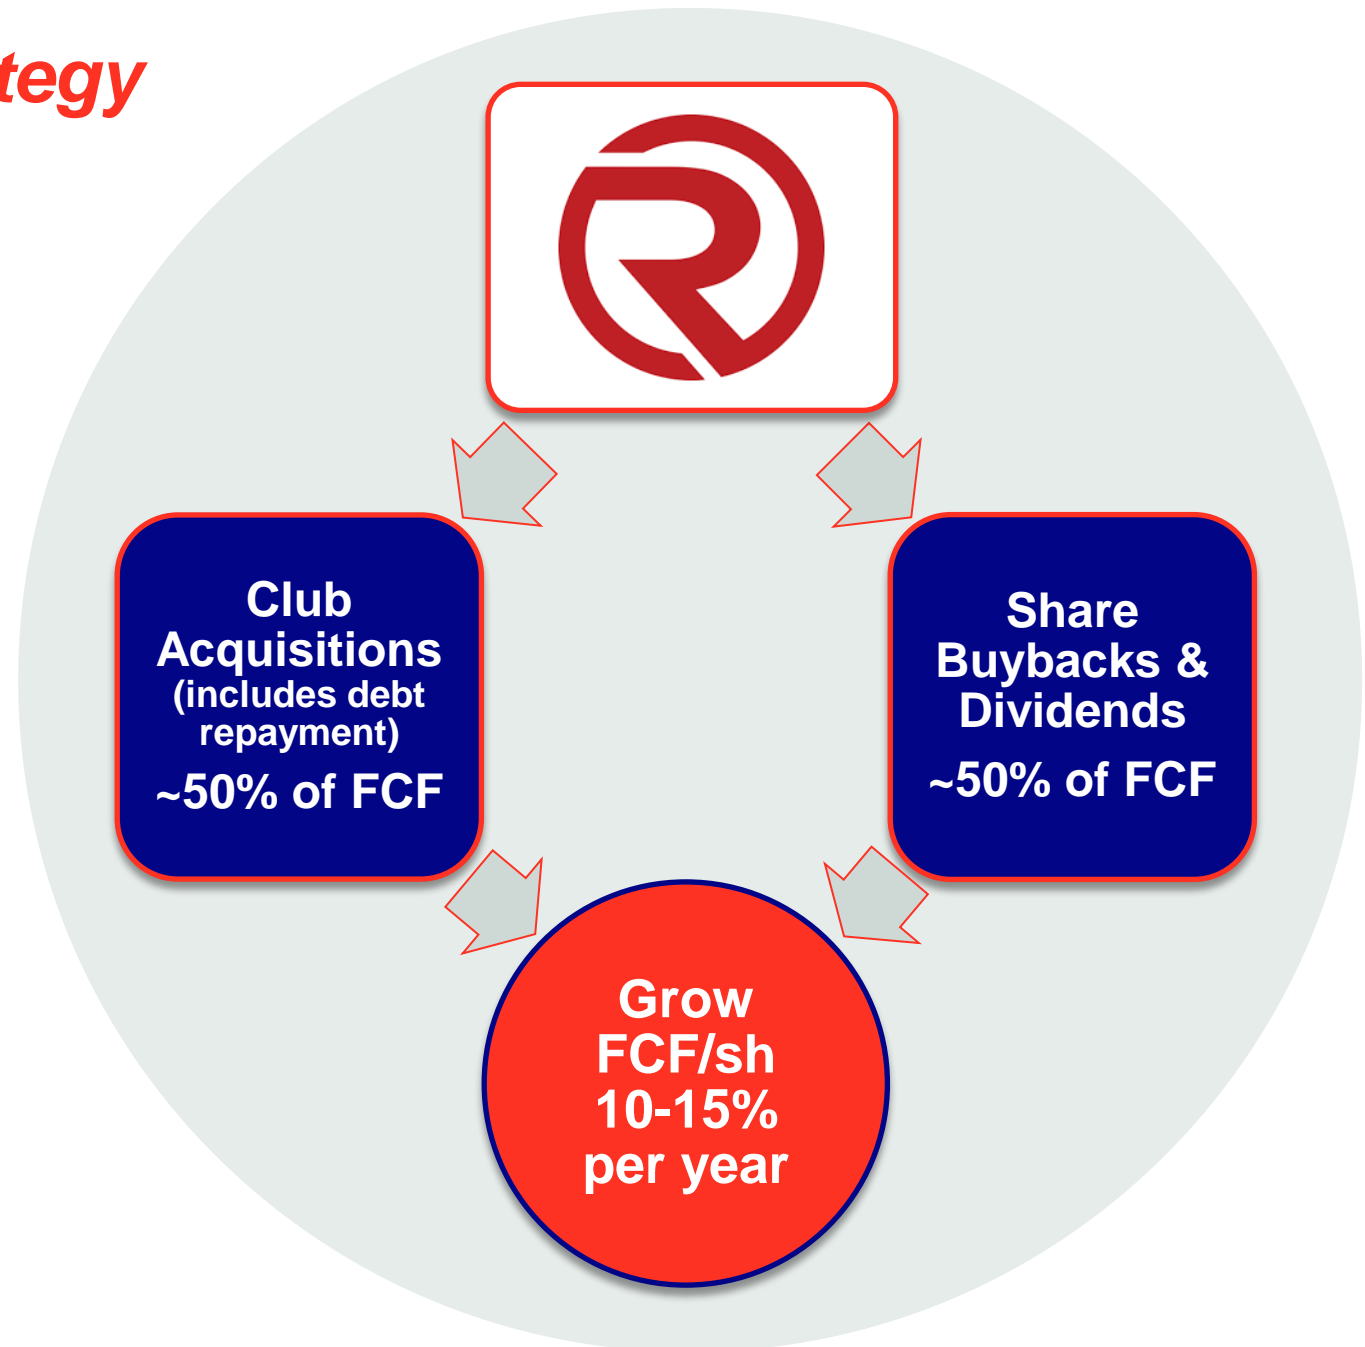 tegy
R
Club
Acquisitions
(includes debt
repayment)
~50% of FCF
Share
Buybacks &
Dividends
~50% of FCF
Grow
FCF/sh
10-15%
per year